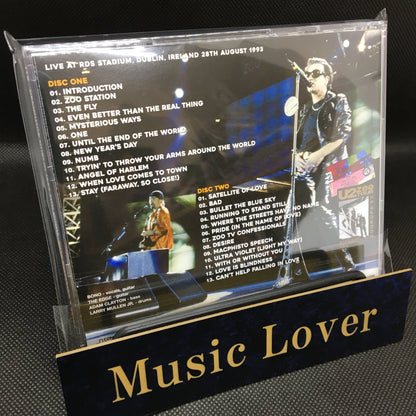 LIVE AT RDS STADIUM, DUBLIN, IRELAND 28TH AUGUST 1993
DISC ONE
01. INTRODUCTION
02. ZOO STATION
03. THE FLY
04. EVEN BETTER THAN THE REAL THING
05. MYSTERIOUS WAYS
06. ONE
07. UNTIL THE END OF THE WORLD
08. NEW YEAR'S DAY
09. NUMB
10. TRYIN' TO THROW YOUR ARMS AROUND THE WORLD
11. ANGEL OF HARLEM
12. WHEN LOVE COMES TO TOWN
13. STAY (FARAWAY, SO CLOSE!)
DISC TWO
01. SATELLITE OF LOVE
02. BAD
03. BULLET THE BLUE SKY
04. RUNNING TO STAND STILL
05. WHERE THE STREETS HAVE NO NAME
06. PRIDE (IN THE NAME OF LOVE)
07. ZOO TV CONFESSIONALS
08. DESIRE
09. MACPHISTO SPEECH
10. ULTRA VIOLET (LIGHT MY WAY)
11. WITH OR WITHOUT YOU
12. LOVE IS BLINDNESS
13. CAN'T HELP FALLING IN LOVE
BONO - vocals, guitar
THE EDGE - guitar
ADAM CLAYTON - bass
LARRY MULLEN JR. - drums
U2
Music Lover